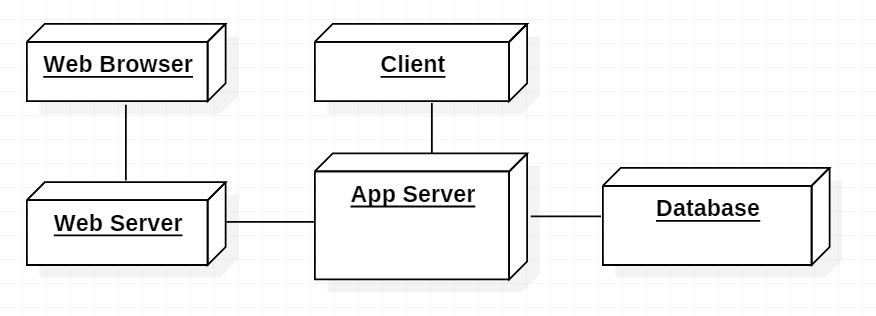 Web Browser
Client
App Server
Web Server
Database